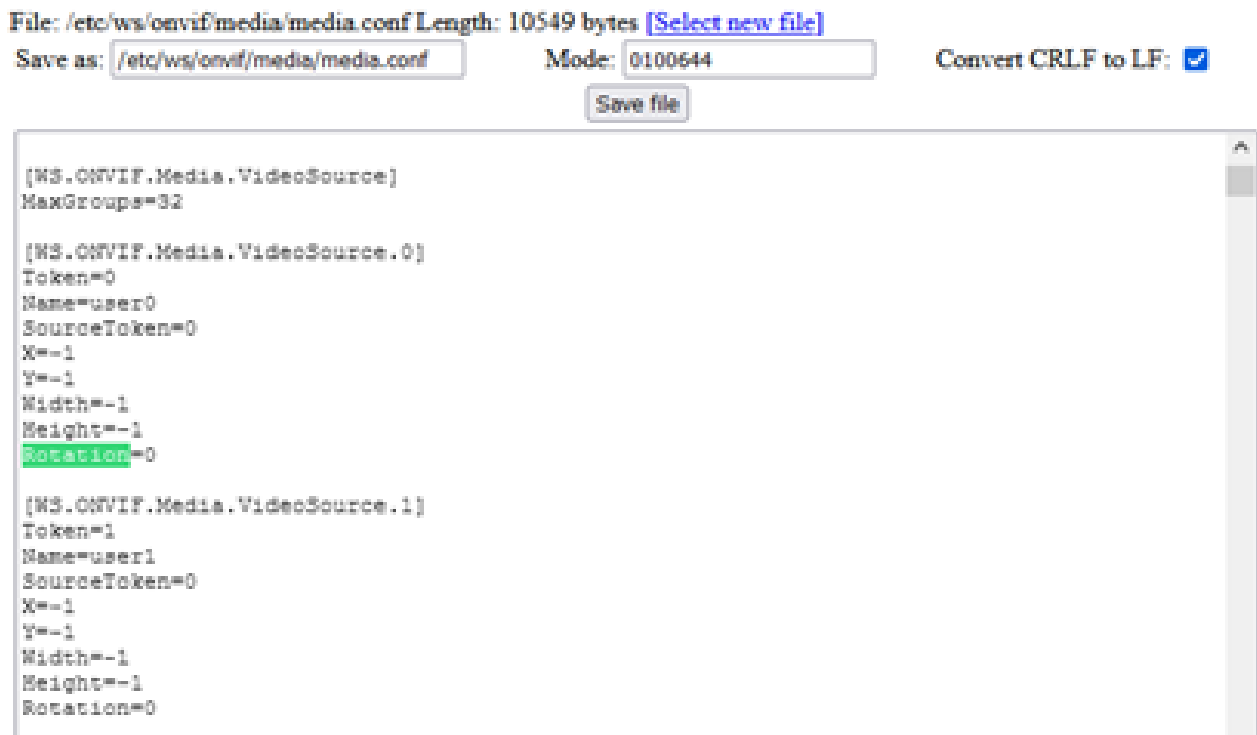 File: /etc/ws/onvif/media/media.conf Length: 10549 bytes [Select new file]
Save as: /etc/ws/onvif/media/media.conf Mode: 0100644 Convert CRLF to LF:
Save file
[WS.ONVIF.Media.VideoSource]
MaxGroups=32
[WS.ONVIF.Media.VideoSource.0]
Token=0
Name=user0
SourceToken=0
X=-1
Y=-1
Width=-1
Height=-1
Rotation=0
[WS.ONVIF.Media.VideoSource.1]
Token=1
Name=user1
SourceToken=0
X=-1
Y=-1
Width=-1
Height=-1
Rotation=0